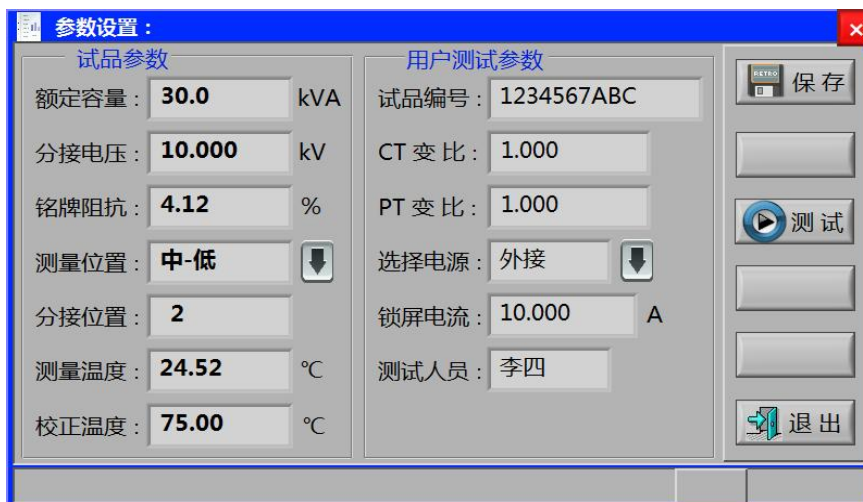 参数设置：
试品参数
额定容量： 30.0 kVA
分接电压： 10.000 kV
铭牌阻抗： 4.12 %
测量位置： 中-低
分接位置： 2
测量温度： 24.52 ℃
校正温度： 75.00 ℃
用户测试参数
试品编号： 1234567ABC
CT 变 比： 1.000
PT 变 比： 1.000
选择电源： 外接
锁屏电流： 10.000 A
测试人员： 李四
RETRO
保 存
测 试
退 出